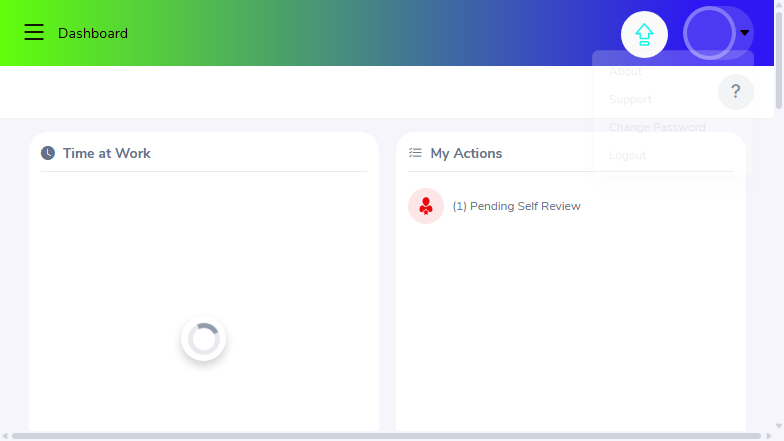 Dashboard
About
Support
?
Change Password
Logout
Time at Work
My Actions
(1) Pending Self Review